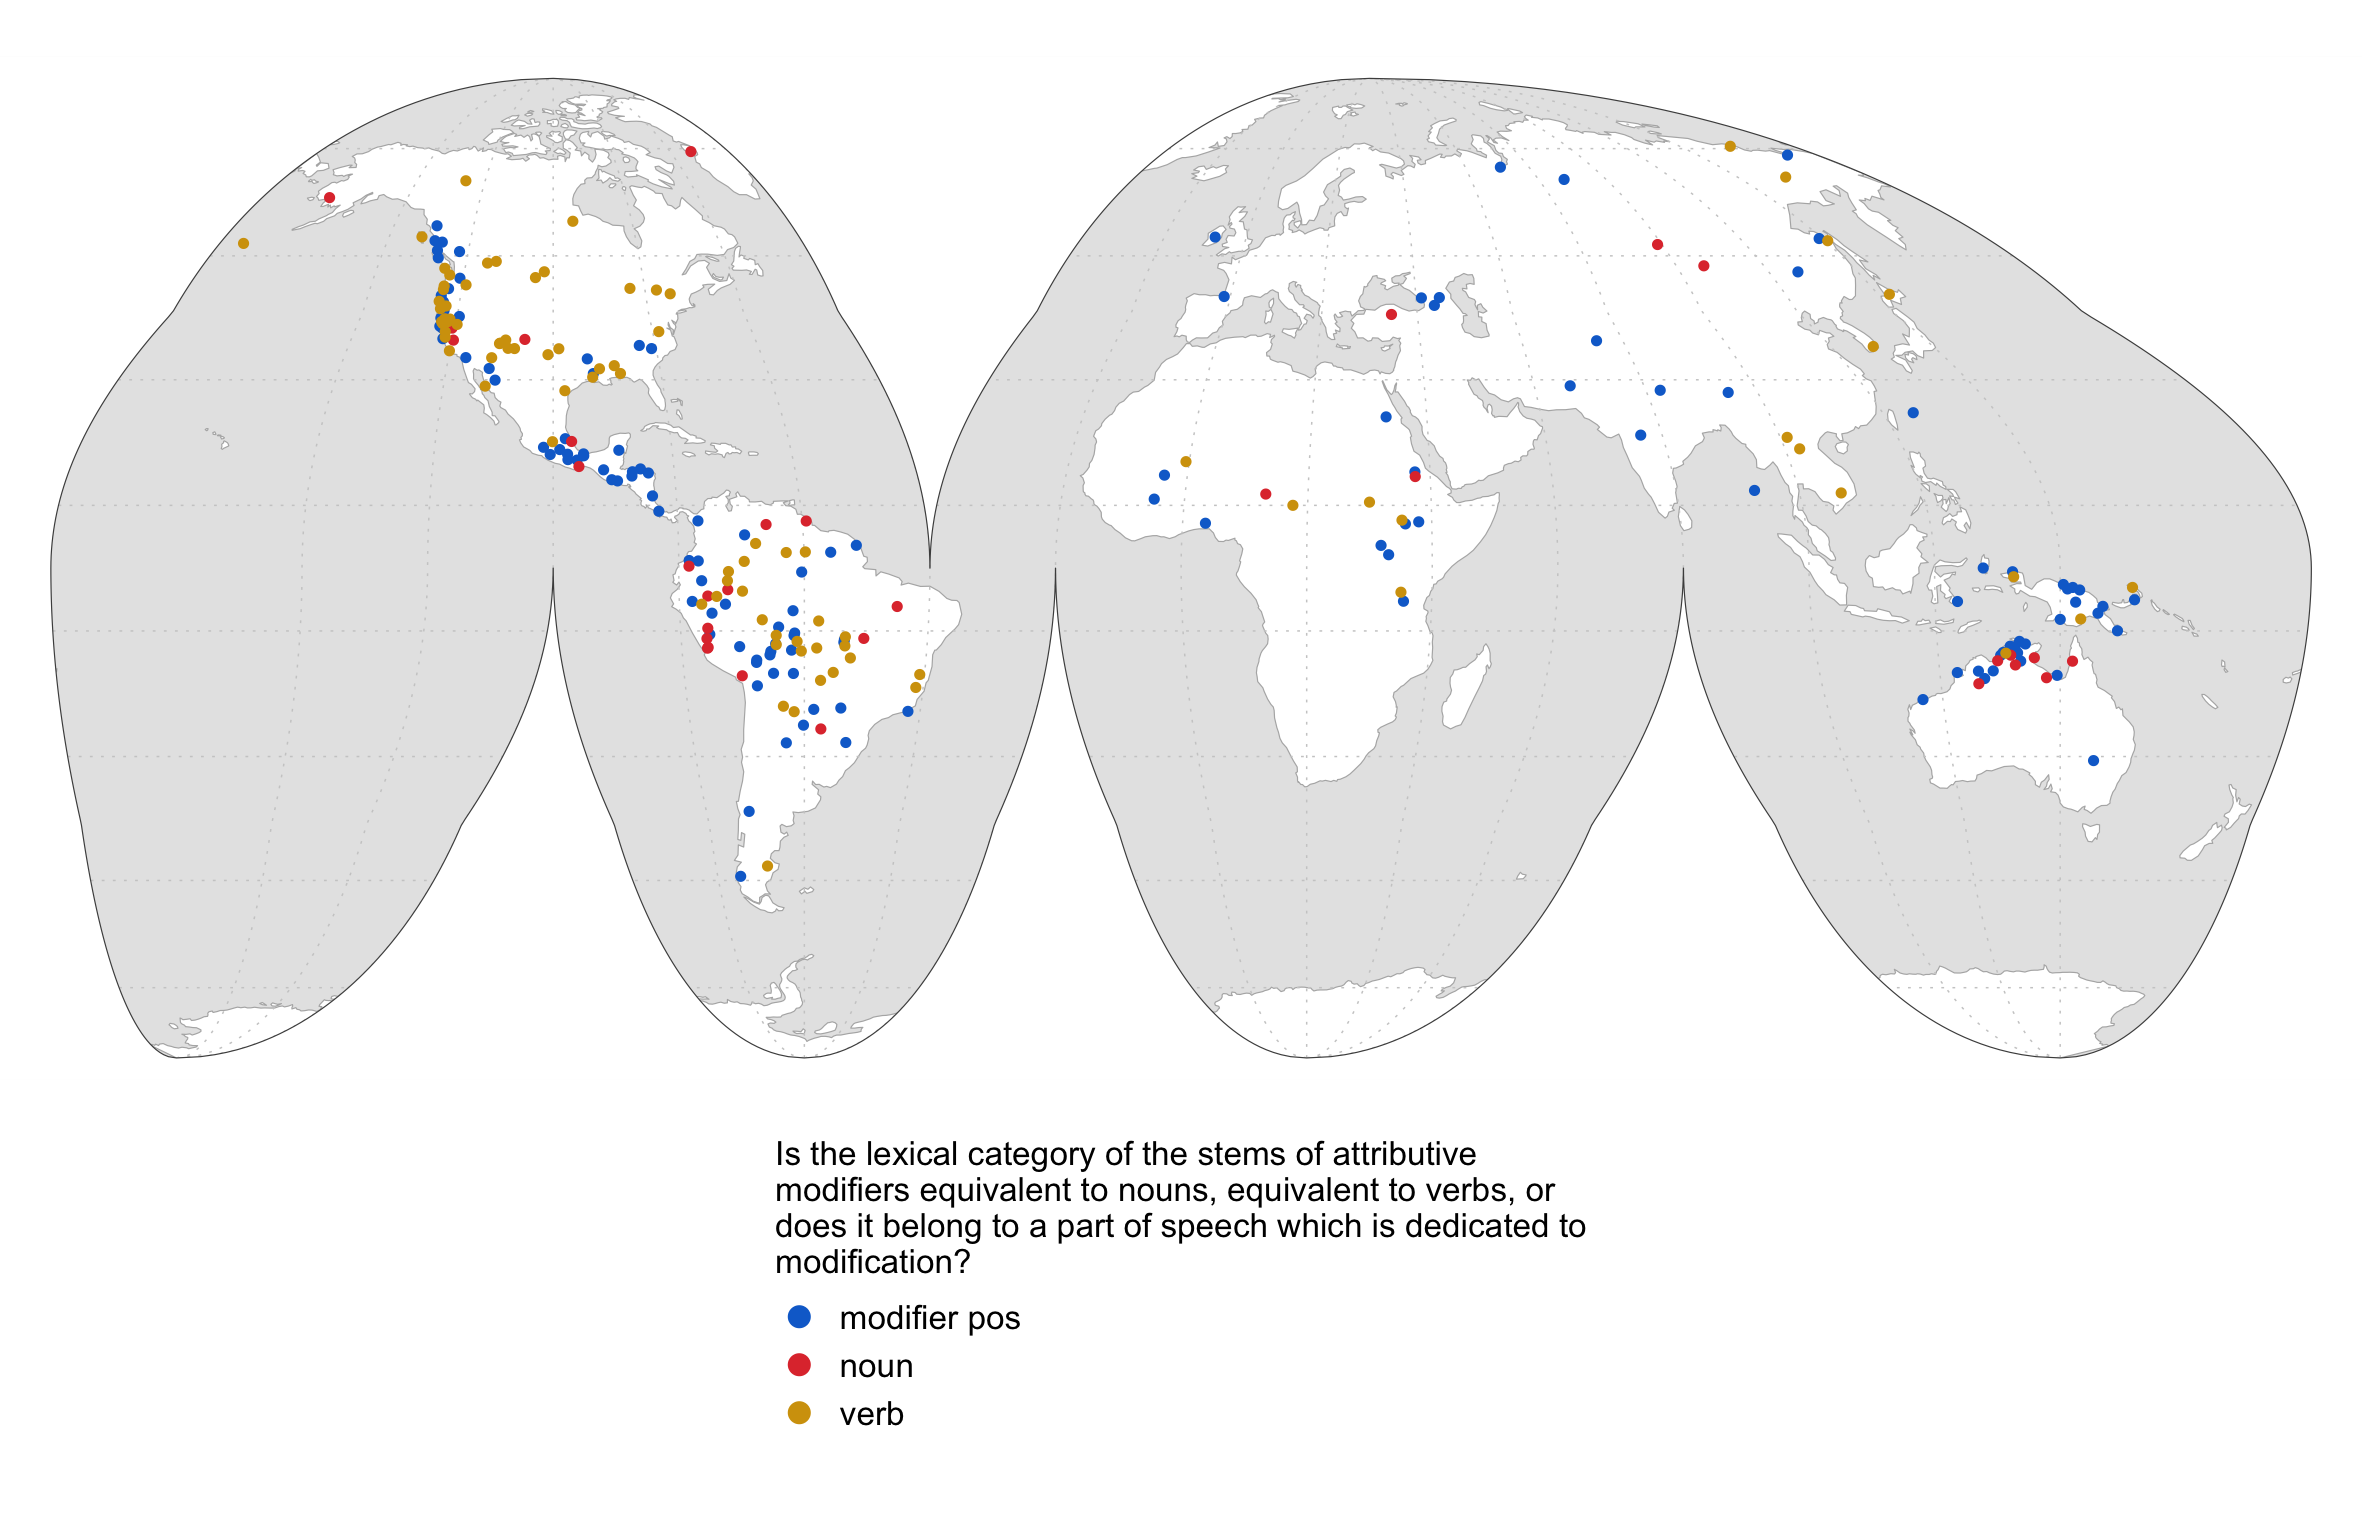 Is the lexical category of the stems of attributive
modifiers equivalent to nouns, equivalent to verbs, or
does it belong to a part of speech which is dedicated to
modification?
modifier pos
noun
verb